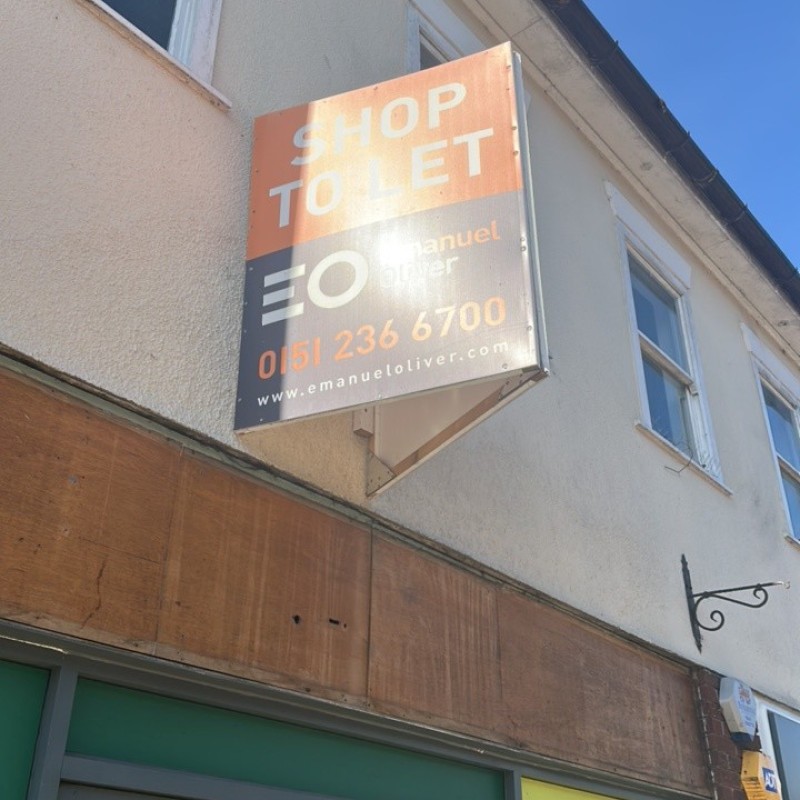 SHOP
TO LET
EO
emanuel
oliver
0151 236 6700
www.emanueloliver.com